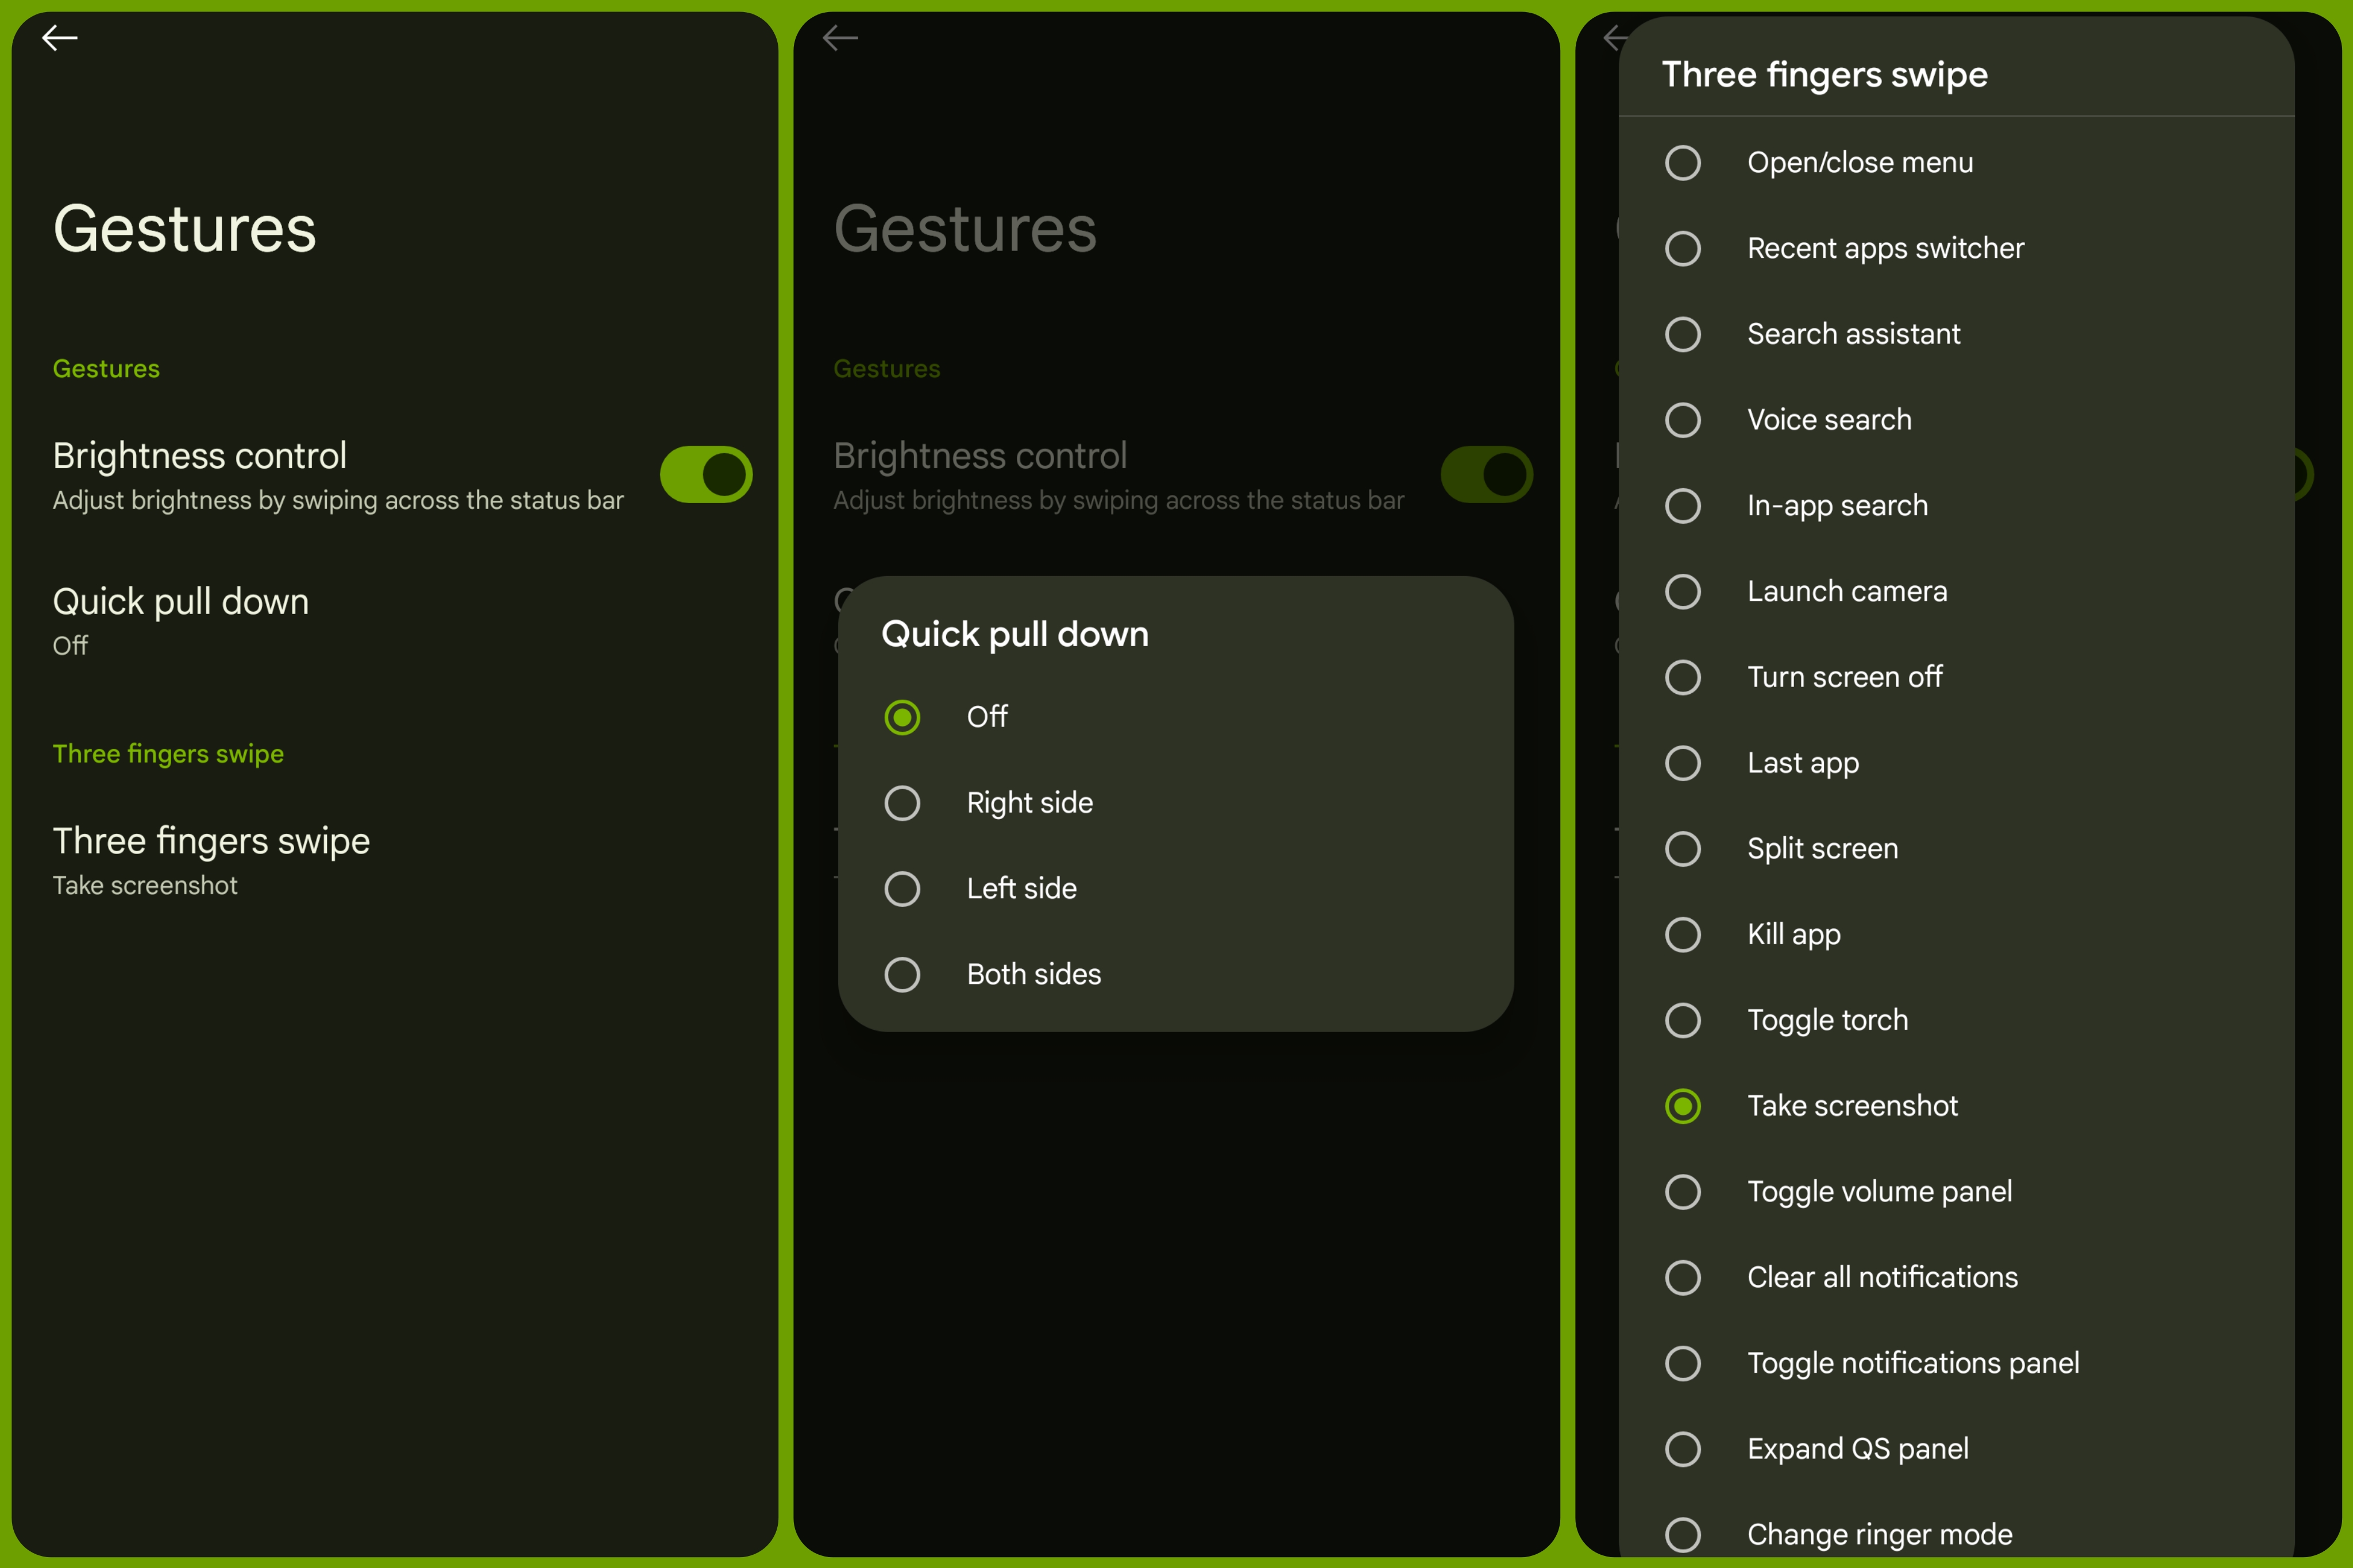 Gestures
Gestures
Brightness control
Adjust brightness by swiping across the status bar
Quick pull down
Off
Three fingers swipe
Three fingers swipe
Take screenshot
Gestures
Gestures
Brightness control
Adjust brightness by swiping across the status bar
Quick pull down
Off
Right side
Left side
Both sides
Three fingers swipe
Open/close menu
Recent apps switcher
Search assistant
Voice search
In-app search
Launch camera
Turn screen off
Last app
Split screen
Kill app
Toggle torch
Take screenshot
Toggle volume panel
Clear all notifications
Toggle notifications panel
Expand QS panel
Change ringer mode